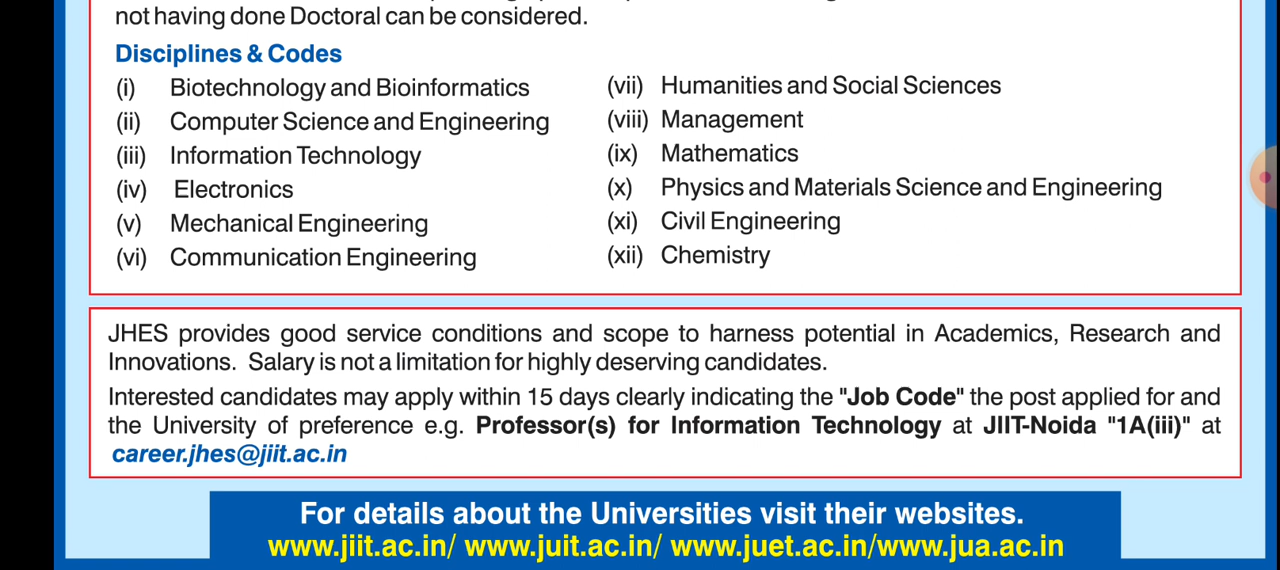 not having done Doctoral can be considered.
Disciplines & Codes
(i) Biotechnology and Bioinformatics
(ii) Computer Science and Engineering
(iii) Information Technology
(iv) Electronics
(v) Mechanical Engineering
(vi) Communication Engineering
(vii) Humanities and Social Sciences
(viii) Management
(ix) Mathematics
(x) Physics and Materials Science and Engineering
(xi) Civil Engineering
(xii) Chemistry
JHES provides good service conditions and scope to harness potential in Academics, Research and
Innovations. Salary is not a limitation for highly deserving candidates.
Interested candidates may apply within 15 days clearly indicating the "Job Code" the post applied for and
the University of preference e.g. Professor(s) for Information Technology at JIIT-Noida "1A(iii)" at
career.jhes@jiit.ac.in
For details about the Universities visit their websites.
www.jiit.ac.in/ www.juit.ac.in/ www.juet.ac.in/www.jua.ac.in